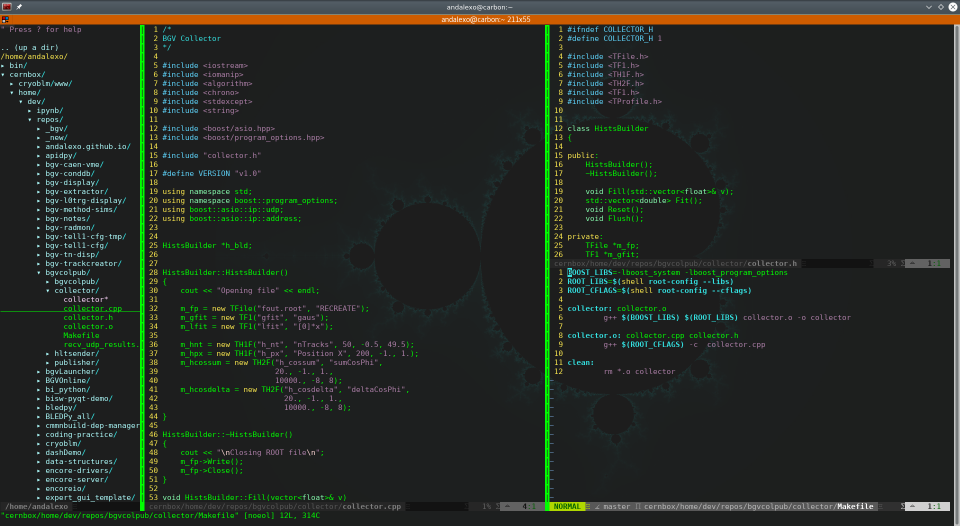 andalexo@carbon:~
andalexo@carbon:~ 211x55
" Press ? for help
.. (up a dir)
/home/andalexo/
▸ bin/
▾ cernbox/
▸ cryoblm/www/
▾ home/
▾ dev/
▸ ipynb/
▾ repos/
▸ _bgv/
▸ _new/
▸ andalexo.github.io/
▸ apidpy/
▸ bgv-caen-vme/
▸ bgv-conddb/
▸ bgv-display/
▸ bgv-extractor/
▸ bgv-l0trg-display/
▸ bgv-method-sims/
▸ bgv-notes/
▸ bgv-radmon/
▸ bgv-tell1-cfg-tmp/
▸ bgv-tell1-cfg/
▸ bgv-tn-disp/
▸ bgv-trackcreator/
▾ bgvcolpub/
▸ bgvcolpub/
▾ collector/
collector*
collector.cpp
collector.h
collector.o
Makefile
recv_udp_results.
▸ hltsender/
▸ publisher/
▸ bgvLauncher/
▸ BGVOnline/
▸ bi_python/
▸ bisw-pyqt-demo/
▸ bledpy/
▸ BLEDPy_all/
▸ cmmnbuild-dep-manager
▸ coding-practice/
▸ cryoblm/
▸ dashDemo/
▸ data-structures/
▸ encore-drivers/
▸ encore-server/
▸ encoreio/
▸ expert_gui_template/
/home/andalexo
1 /*
2 BGV Collector
3 */
4
5 #include <iostream>
6 #include <iomanip>
7 #include <algorithm>
8 #include <chrono>
9 #include <stdexcept>
10 #include <string>
11
12 #include <boost/asio.hpp>
13 #include <boost/program_options.hpp>
14
15 #include "collector.h"
16
17 #define VERSION "v1.0"
18
19 using namespace std;
20 using namespace boost::program_options;
21 using boost::asio::ip::udp;
22 using boost::asio::ip::address;
23
24
25 HistsBuilder *h_bld;
26
27
28 HistsBuilder::HistsBuilder()
29 {
30     cout << "Opening file" << endl;
31
32     m_fp = new TFile("fout.root", "RECREATE");
33     m_gfit = new TF1("gfit", "gaus");
34     m_lfit = new TF1("lfit", "[0]*x");
35
36     m_hnt = new TH1F("h_nt", "nTracks", 50, -0.5, 49.5);
37     m_hpx = new TH1F("h_px", "Position X", 200, -1., 1.);
38     m_hcossum = new TH2F("h_cossum", "sumCosPhi",
39                          20., -1., 1.,
40                          10000., -8, 8);
41     m_hcosdelta = new TH2F("h_cosdelta", "deltaCosPhi",
42                            20., -1., 1.,
43                            10000., -8, 8);
44 }
45
46 HistsBuilder::~HistsBuilder()
47 {
48     cout << "\nClosing ROOT file\n";
49     m_fp->Write();
50     m_fp->Close();
51 }
52
53 void HistsBuilder::Fill(vector<float>& v)
cernbox/home/dev/repos/bgvcolpub/collector/collector.cpp 1% 4:1
1 #ifndef COLLECTOR_H
2 #define COLLECTOR_H 1
3
4 #include <TFile.h>
5 #include <TF1.h>
6 #include <TH1F.h>
7 #include <TH2F.h>
8 #include <TF1.h>
9 #include <TProfile.h>
10
11
12 class HistsBuilder
13 {
14
15 public:
16     HistsBuilder();
17     ~HistsBuilder();
18
19     void Fill(std::vector<float>& v);
20     std::vector<double> Fit();
21     void Reset();
22     void Flush();
23
24 private:
25     TFile *m_fp;
26     TF1 *m_gfit;
cernbox/home/dev/repos/bgvcolpub/collector/collector.h 3% 1:1
1 BOOST_LIBS=-lboost_system -lboost_program_options
2 ROOT_LIBS=$(shell root-config --libs)
3 ROOT_CFLAGS=$(shell root-config --cflags)
4
5 collector: collector.o
6         g++ $(BOOST_LIBS) $(ROOT_LIBS) collector.o -o collector
7
8 collector.o: collector.cpp collector.h
9         g++ $(ROOT_CFLAGS) -c  collector.cpp
10
11 clean:
12         rm *.o collector
NORMAL master cernbox/home/dev/repos/bgvcolpub/collector/Makefile 1:1
"cernbox/home/dev/repos/bgvcolpub/collector/Makefile" [noeol] 12L, 314C